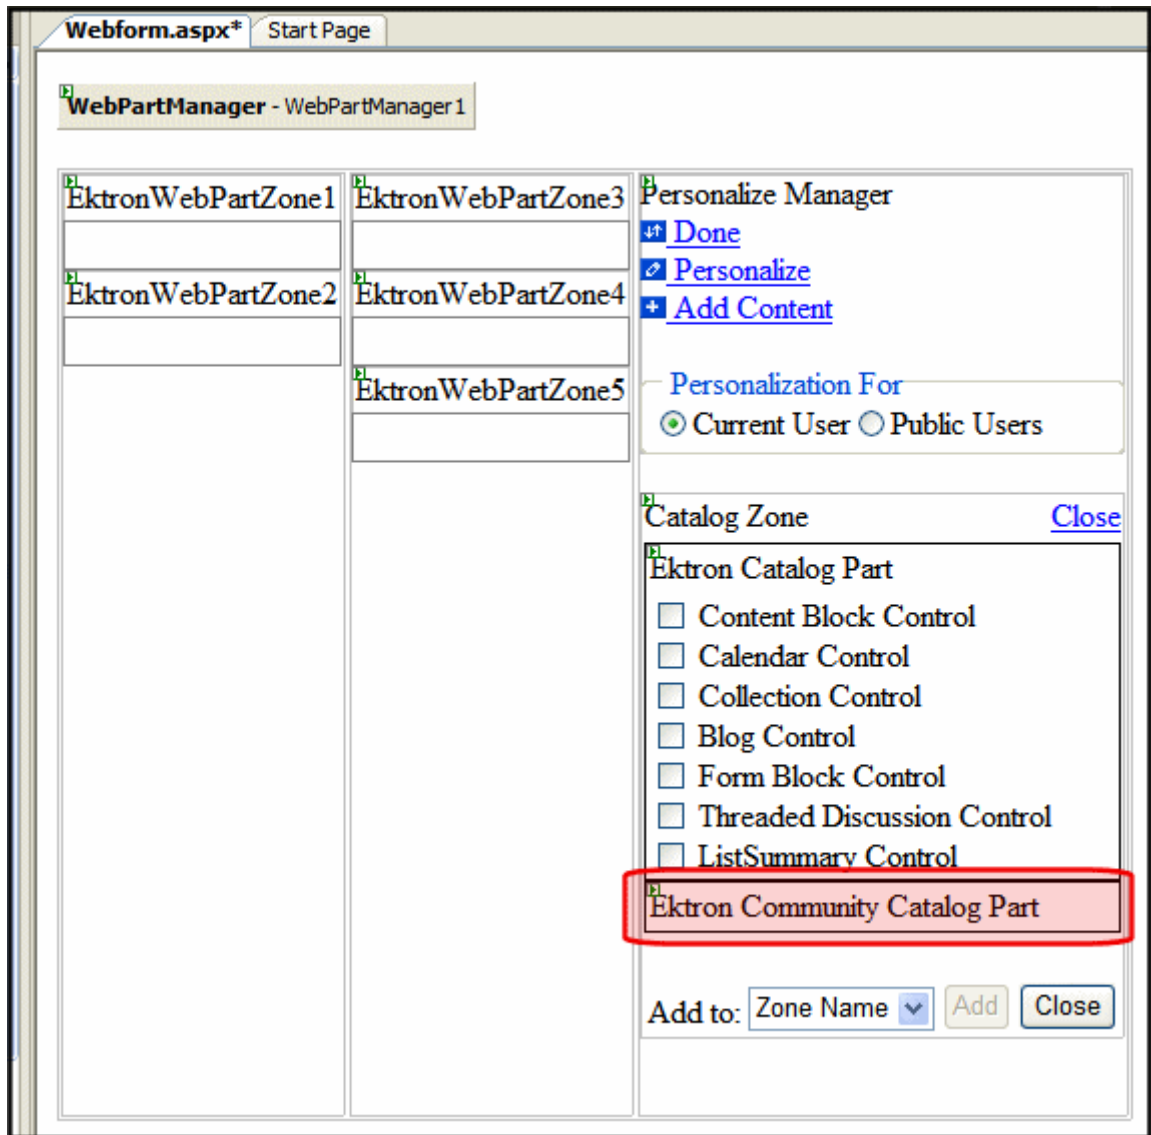 Webform.aspx* Start Page
WebPartManager - WebPartManager1
EktronWebPartZone1
EktronWebPartZone2
EktronWebPartZone3
EktronWebPartZone4
EktronWebPartZone5
Personalize Manager
Done
Personalize
Add Content
Personalization For
Current User Public Users
Catalog Zone Close
Ektron Catalog Part
Content Block Control
Calendar Control
Collection Control
Blog Control
Form Block Control
Threaded Discussion Control
ListSummary Control
Ektron Community Catalog Part
Add to: Zone Name Add Close